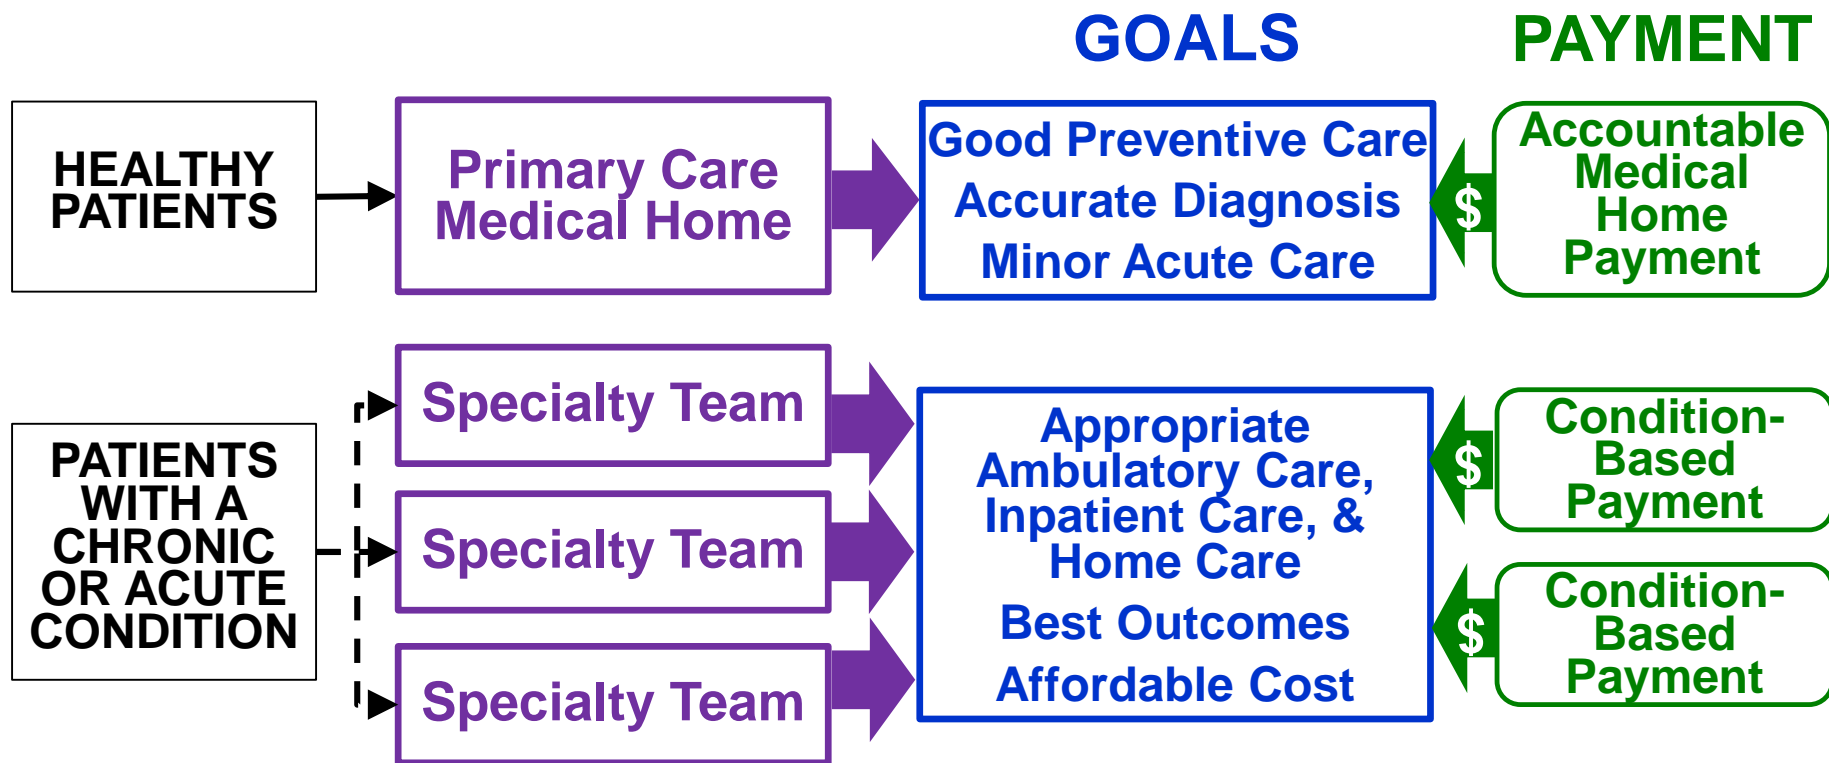 GOALS
PAYMENT
HEALTHY
PATIENTS
Primary Care
Medical Home
Good Preventive Care
Accurate Diagnosis
Minor Acute Care
$
Accountable
Medical
Home
Payment
PATIENTS
WITH A
CHRONIC
OR ACUTE
CONDITION
Specialty Team
Specialty Team
Specialty Team
Appropriate
Ambulatory Care,
Inpatient Care, &
Home Care
Best Outcomes
Affordable Cost
$
Condition-
Based
Payment
$
Condition-
Based
Payment